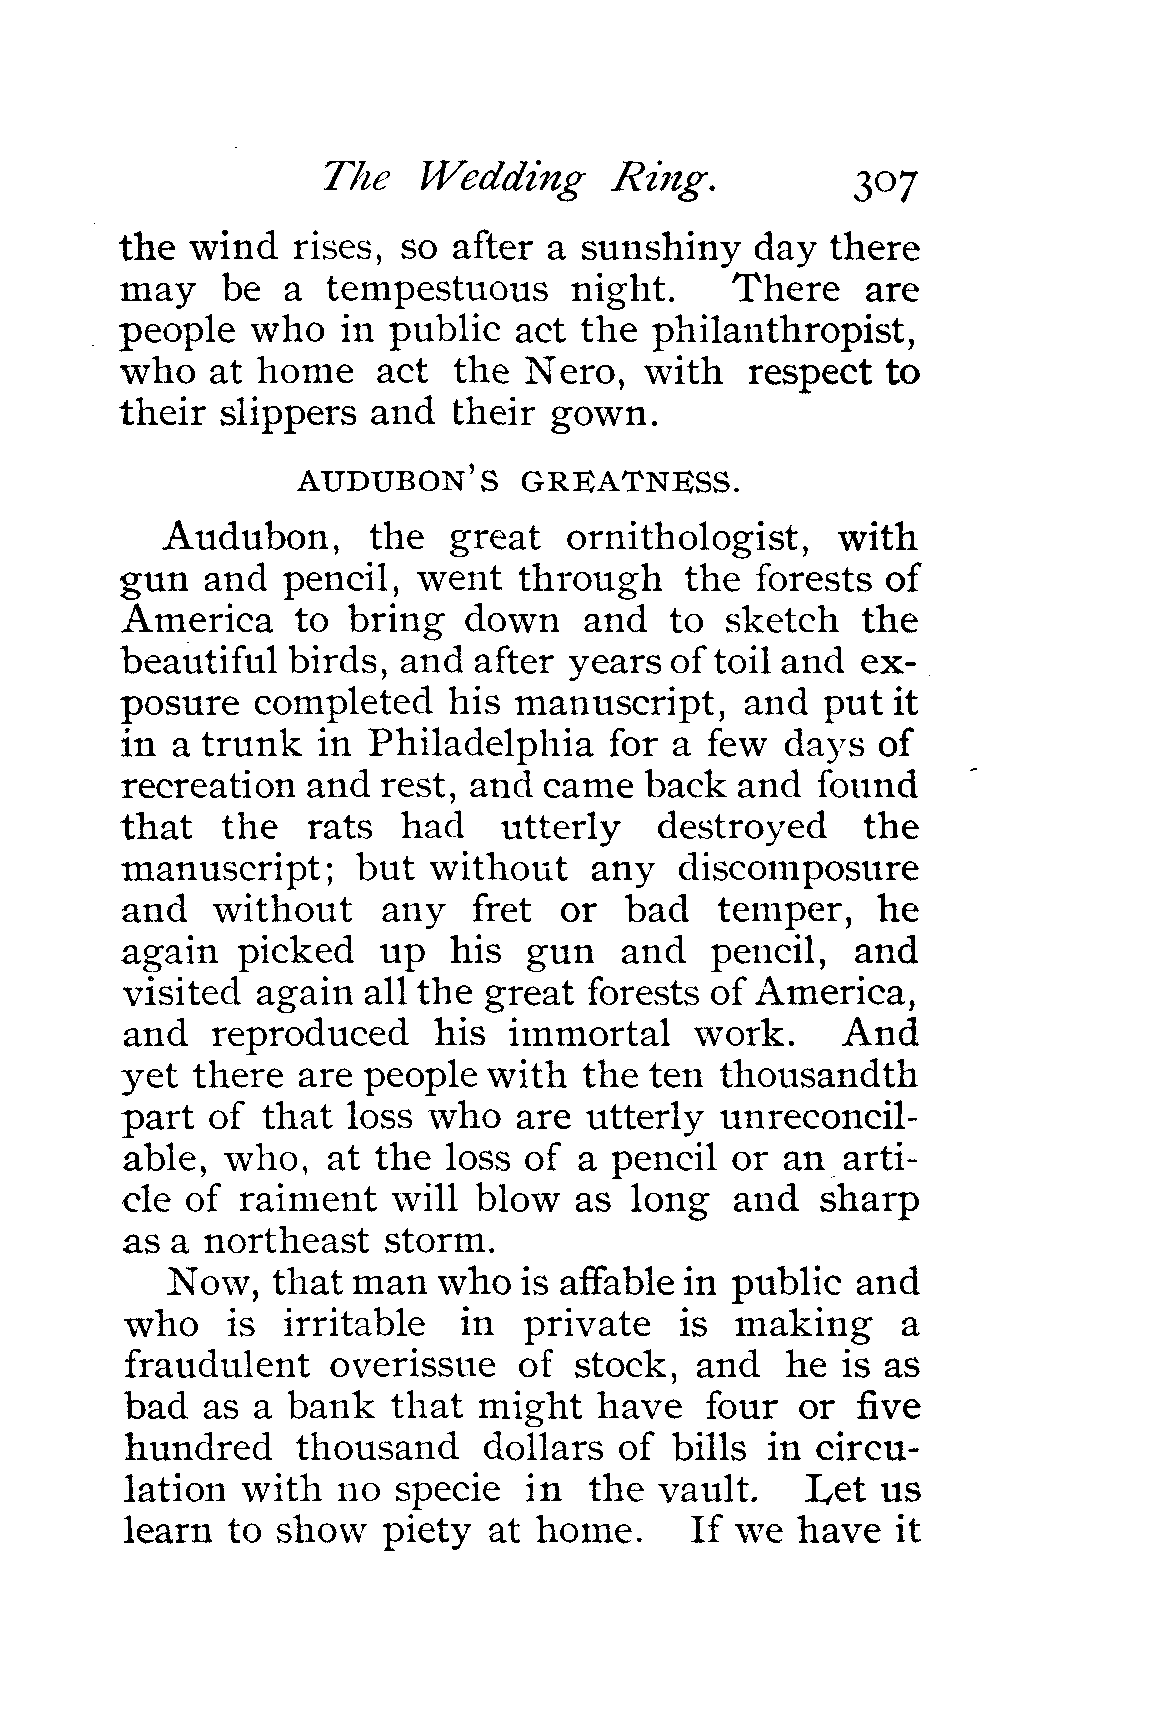 The Wedding Ring. 307
the wind rises, so after a sunshiny day there
may be a tempestuous night. There are
people who in public act the philanthropist,
who at home act the Nero, with respect to
their slippers and their gown.
AUDUBON'S GREATNESS.
Audubon, the great ornithologist, with
gun and pencil, went through the forests of
America to bring down and to sketch the
beautiful birds, and after years of toil and ex-
posure completed his manuscript, and put it
in a trunk in Philadelphia for a few days of
recreation and rest, and came back and found
that the rats had utterly destroyed the
manuscript; but without any discomposure
and without any fret or bad temper, he
again picked up his gun and pencil, and
visited again all the great forests of America,
and reproduced his immortal work. And
yet there are people with the ten thousandth
part of that loss who are utterly unreconcil-
able, who, at the loss of a pencil or an arti-
cle of raiment will blow as long and sharp
as a northeast storm.
Now, that man who is affable in public and
who is irritable in private is making a
fraudulent overissue of stock, and he is as
bad as a bank that might have four or five
hundred thousand dollars of bills in circu-
lation with no specie in the vault. Let us
learn to show piety at home. If we have it